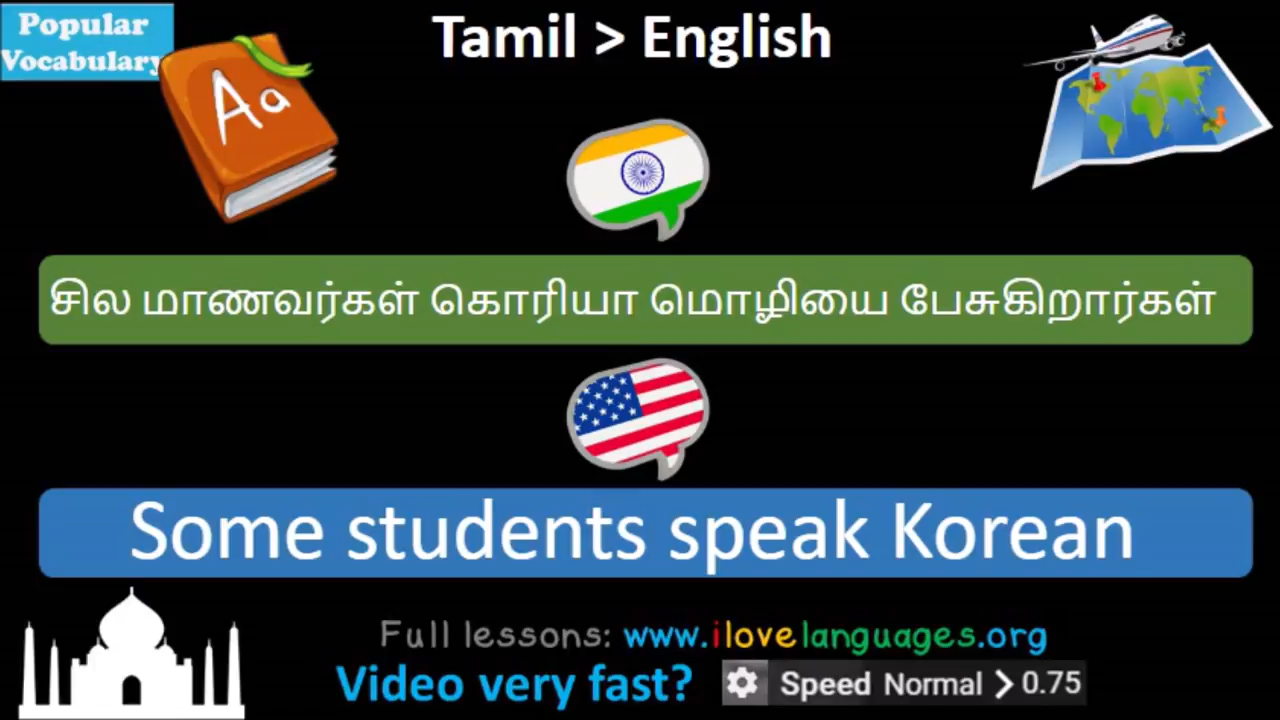 Popular
Vocabulary
Aa
Tamil > English
சில மாணவர்கள் கொரியா மொழியை பேசுகிறார்கள்
Some students speak Korean
Full lessons: www.ilovelanguages.org
Video very fast? Speed Normal > 0.75